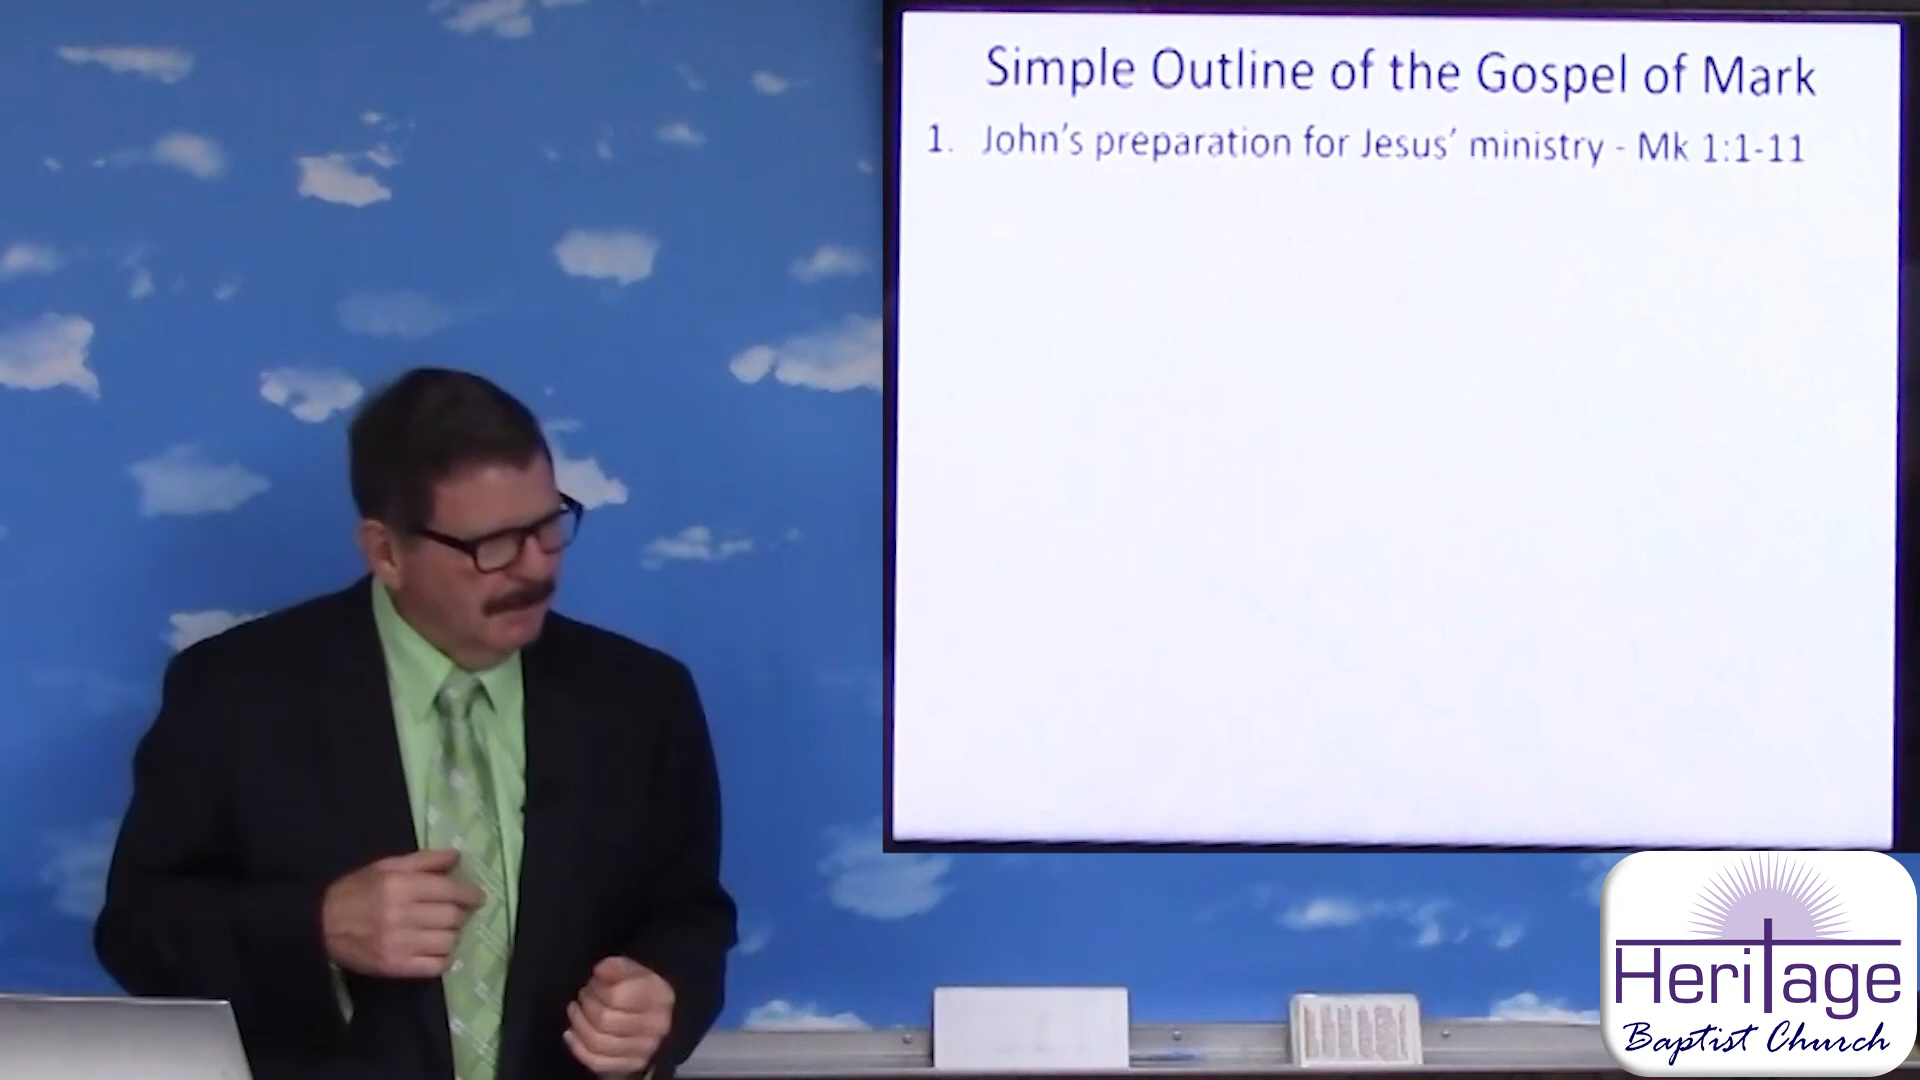 Simple Outline of the Gospel of Mark
1. John's preparation for Jesus' ministry - Mk 1:1-11
Heritage
Baptist Church